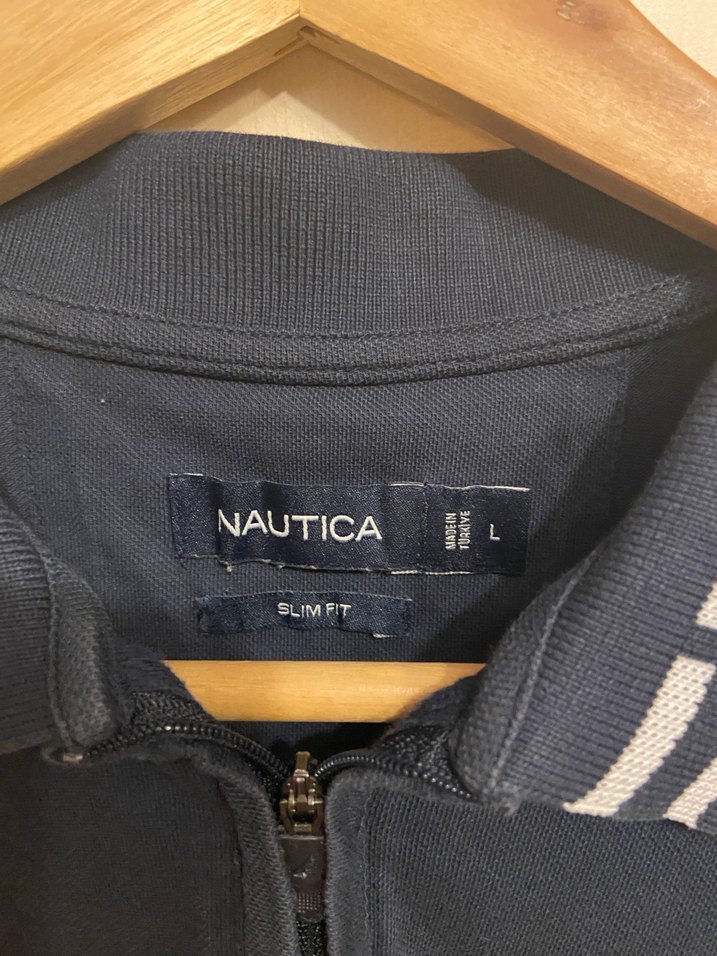 NAUTICA
MADE IN
TÜRKİYE
L
SLIM FIT